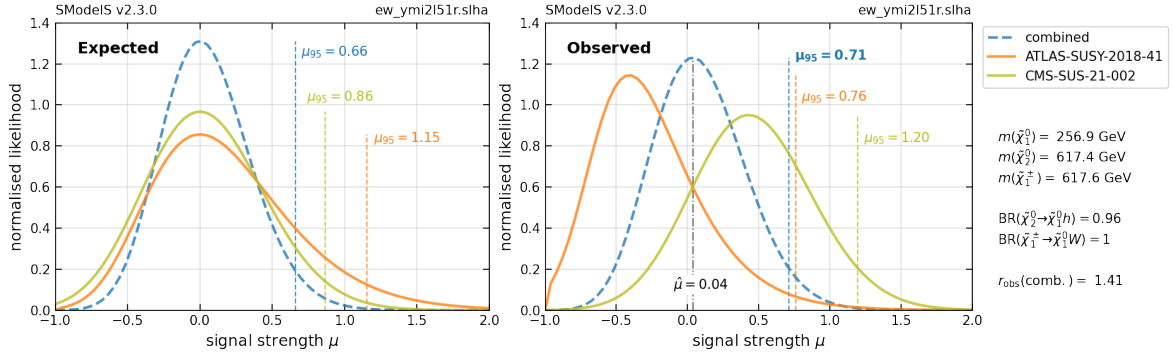 SModelS v2.3.0
ew_ymi2l51r.slha
Expected
μ95 = 0.66
μ95 = 0.86
μ95 = 1.15
normalised likelihood
0.0
0.2
0.4
0.6
0.8
1.0
1.2
1.4
−1.0
−0.5
0.0
0.5
1.0
1.5
2.0
signal strength μ
SModelS v2.3.0
ew_ymi2l51r.slha
Observed
μ95 = 0.71
μ95 = 0.76
μ95 = 1.20
μ̂ = 0.04
normalised likelihood
0.0
0.2
0.4
0.6
0.8
1.0
1.2
1.4
−1.0
−0.5
0.0
0.5
1.0
1.5
2.0
signal strength μ
combined
ATLAS-SUSY-2018-41
CMS-SUS-21-002
m(χ̃⁰₁) = 256.9 GeV
m(χ̃⁰₂) = 617.4 GeV
m(χ̃±₁) = 617.6 GeV
BR(χ̃⁰₂→χ̃⁰₁h) = 0.96
BR(χ̃±₁→χ̃⁰₁W) = 1
robs(comb.) = 1.41